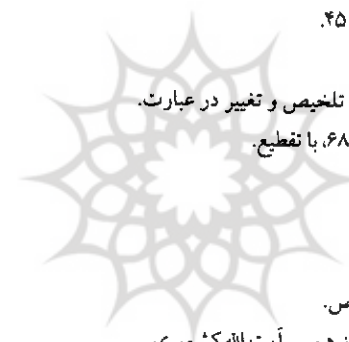 ۴۵.
تلخیص و تغییر در عبارت.
۶۸، با تقطیع.
ص.